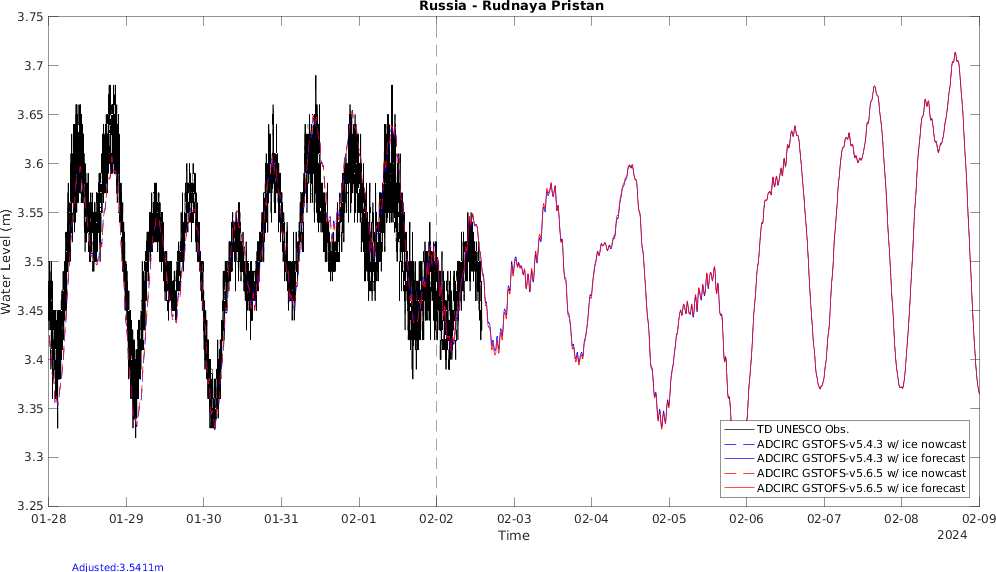 Russia - Rudnaya Pristan
3.75
3.7
3.65
3.6
3.55
3.5
3.45
3.4
3.35
3.3
3.25
Water Level (m)
01-28 01-29 01-30 01-31 02-01 02-02 02-03 02-04 02-05 02-06 02-07 02-08 02-09
Time
2024
TD UNESCO Obs.
ADCIRC GSTOFS-v5.4.3 w/ ice nowcast
ADCIRC GSTOFS-v5.4.3 w/ ice forecast
ADCIRC GSTOFS-v5.6.5 w/ ice nowcast
ADCIRC GSTOFS-v5.6.5 w/ ice forecast
Adjusted:3.5411m